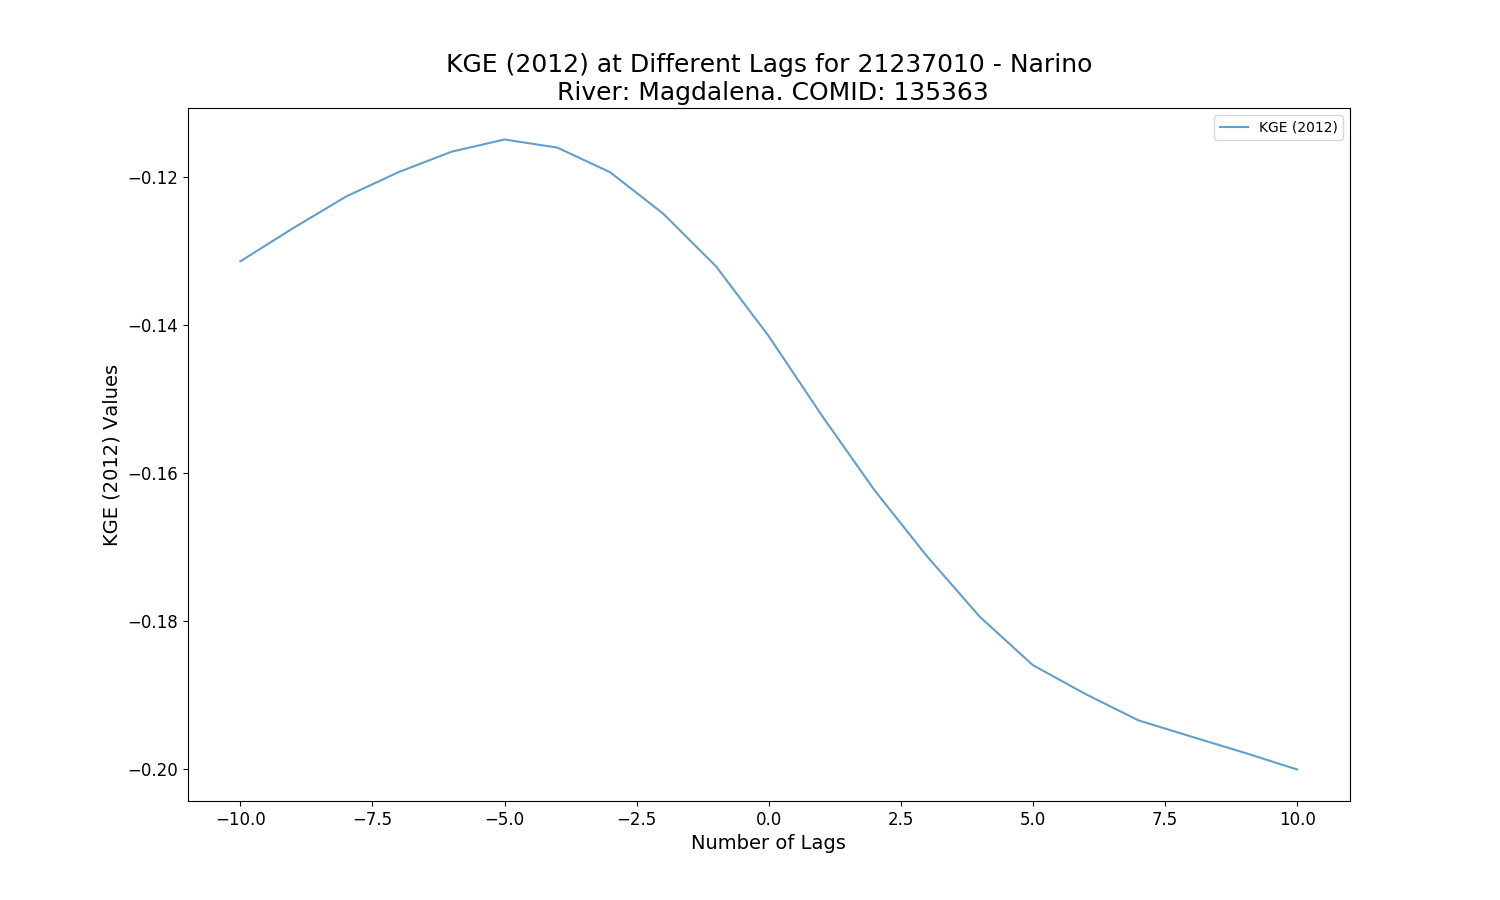 KGE (2012) at Different Lags for 21237010 - Narino
River: Magdalena. COMID: 135363
KGE (2012)
−0.12
−0.14
−0.16
−0.18
−0.20
KGE (2012) Values
−10.0 −7.5 −5.0 −2.5 0.0 2.5 5.0 7.5 10.0
Number of Lags